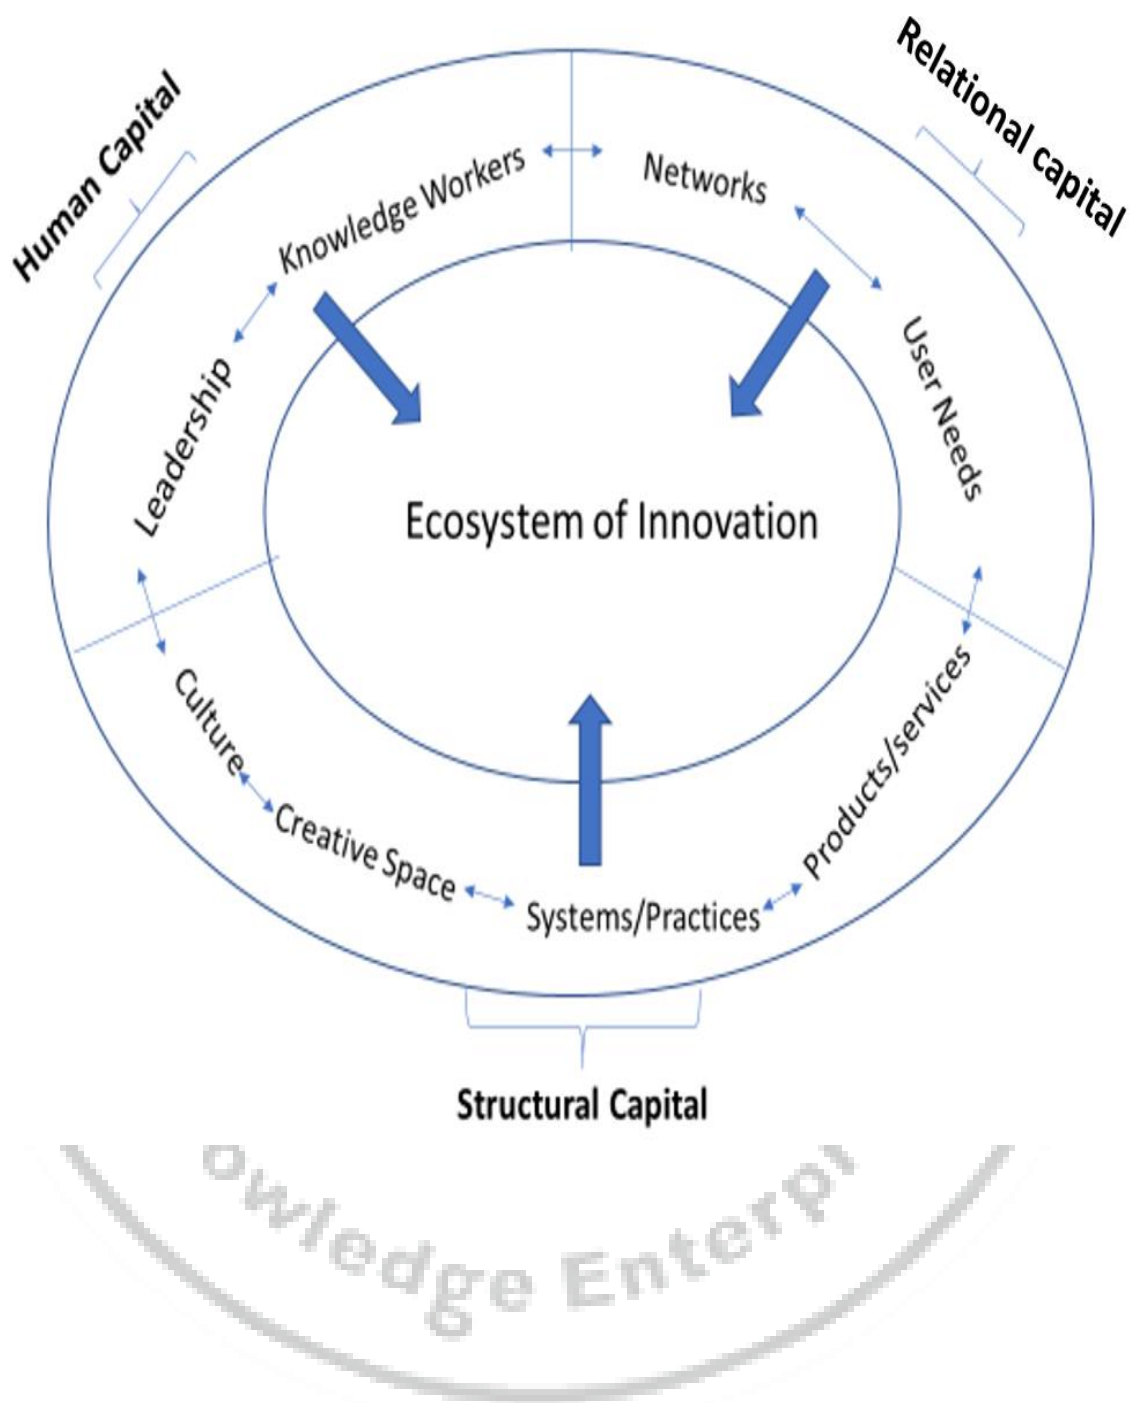 Human Capital
Relational capital
Knowledge Workers
Networks
Leadership
User Needs
Ecosystem of Innovation
Culture
Products/services
Creative Space
Systems/Practices
Structural Capital
owledge Enterp